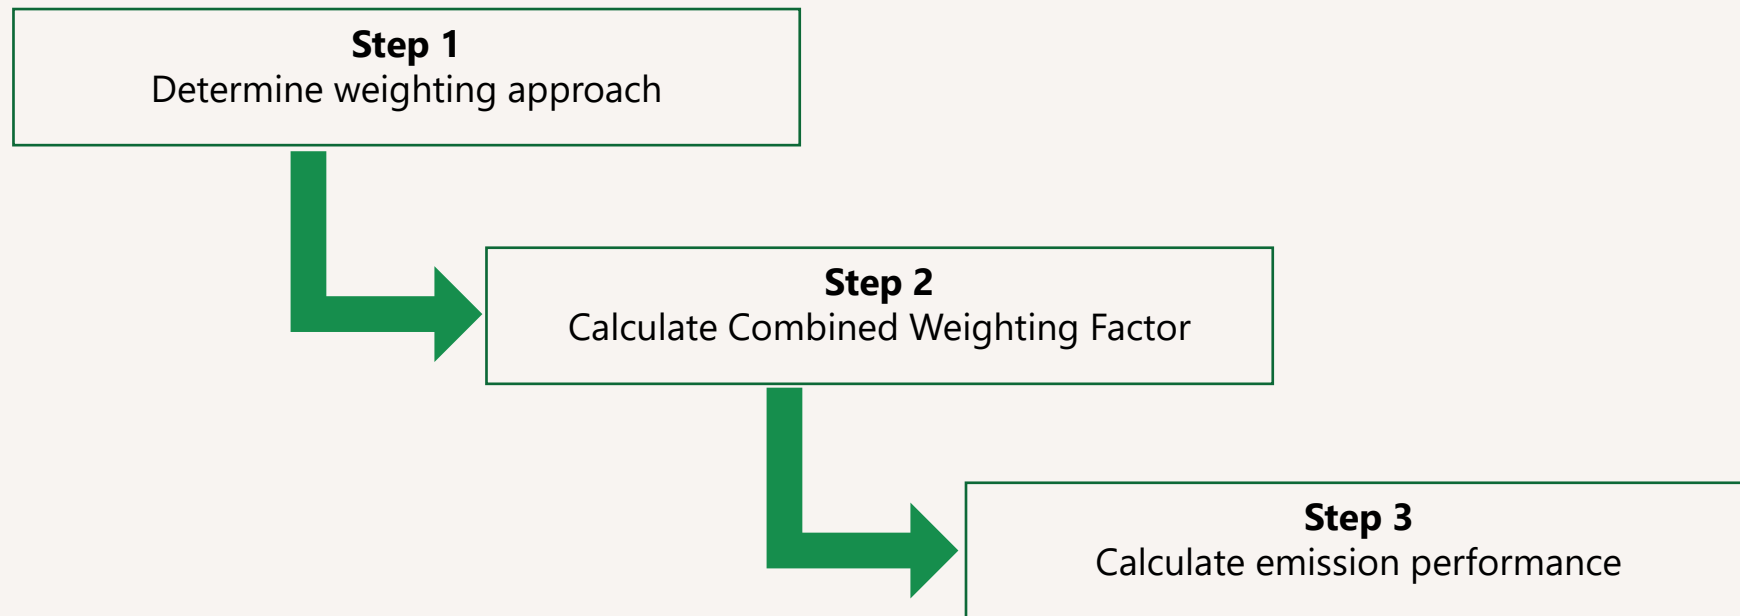 Step 1
Determine weighting approach
Step 2
Calculate Combined Weighting Factor
Step 3
Calculate emission performance